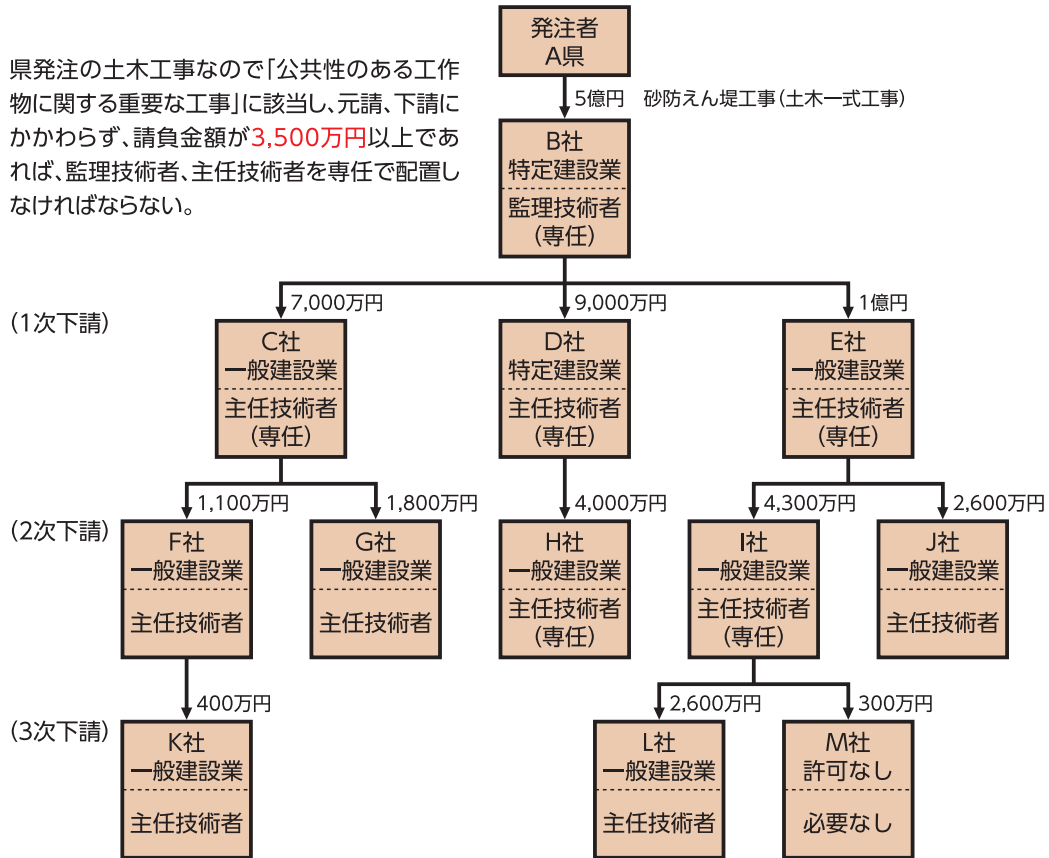 発注者
A県
県発注の土木工事なので「公共性のある工作
物に関する重要な工事」に該当し、元請、下請に
かかわらず、請負金額が3,500万円以上であ
れば、監理技術者、主任技術者を専任で配置し
なければならない。
5億円 砂防えん堤工事(土木一式工事)
B社
特定建設業
監理技術者
(専任)
(1次下請)
7,000万円
9,000万円
1億円
C社
一般建設業
主任技術者
(専任)
D社
特定建設業
主任技術者
(専任)
E社
一般建設業
主任技術者
(専任)
(2次下請)
1,100万円
1,800万円
4,000万円
4,300万円
2,600万円
F社
一般建設業
主任技術者
G社
一般建設業
主任技術者
H社
一般建設業
主任技術者
(専任)
I社
一般建設業
主任技術者
(専任)
J社
一般建設業
主任技術者
(3次下請)
400万円
2,600万円
300万円
K社
一般建設業
主任技術者
L社
一般建設業
主任技術者
M社
許可なし
必要なし